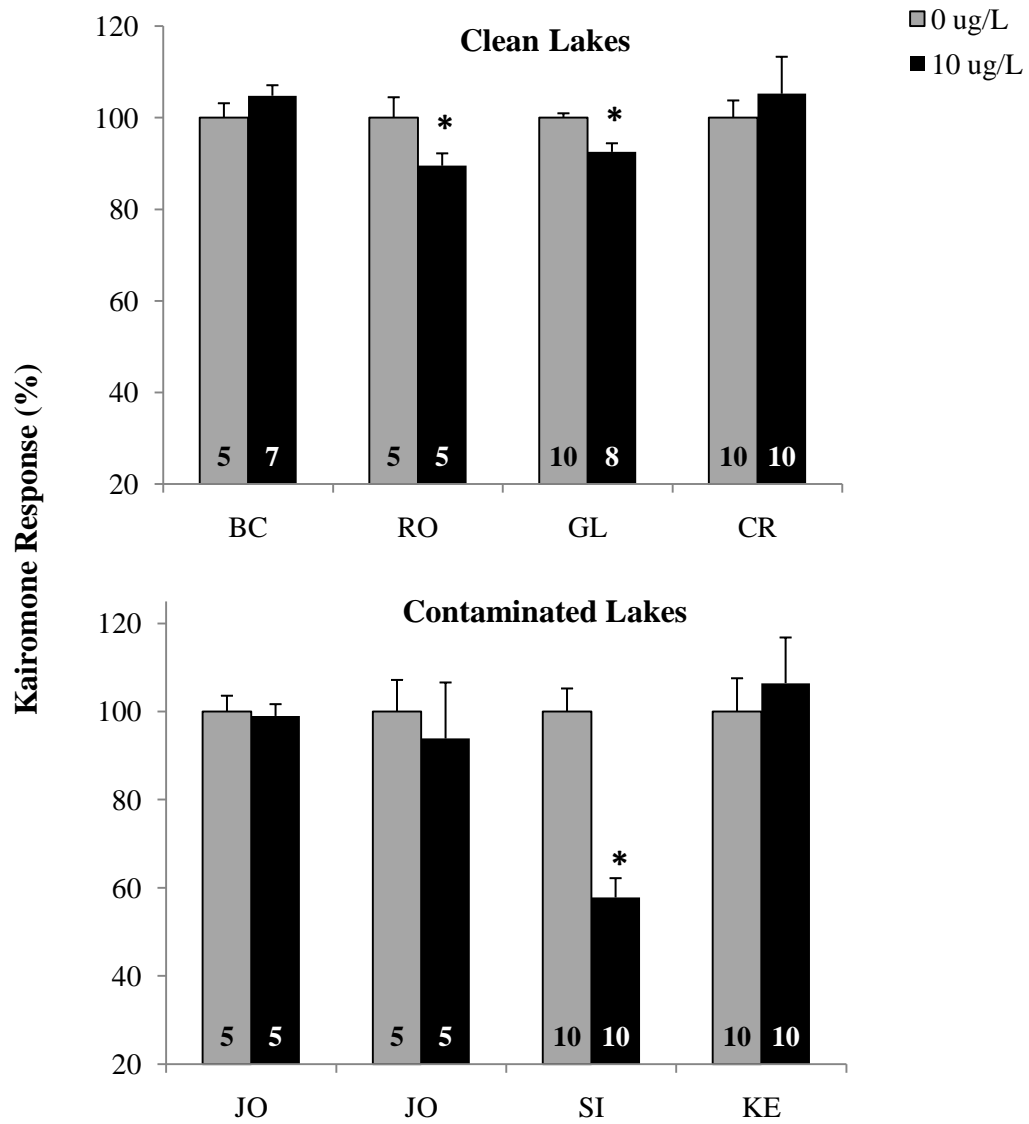 0 ug/L
10 ug/L
Clean Lakes
120
100
80
60
40
20
5 7 5 5 10 8 10 10
* *
BC RO GL CR
Kairomone Response (%)
Contaminated Lakes
120
100
80
60
40
20
*
5 5 5 5 10 10 10 10
JO JO SI KE